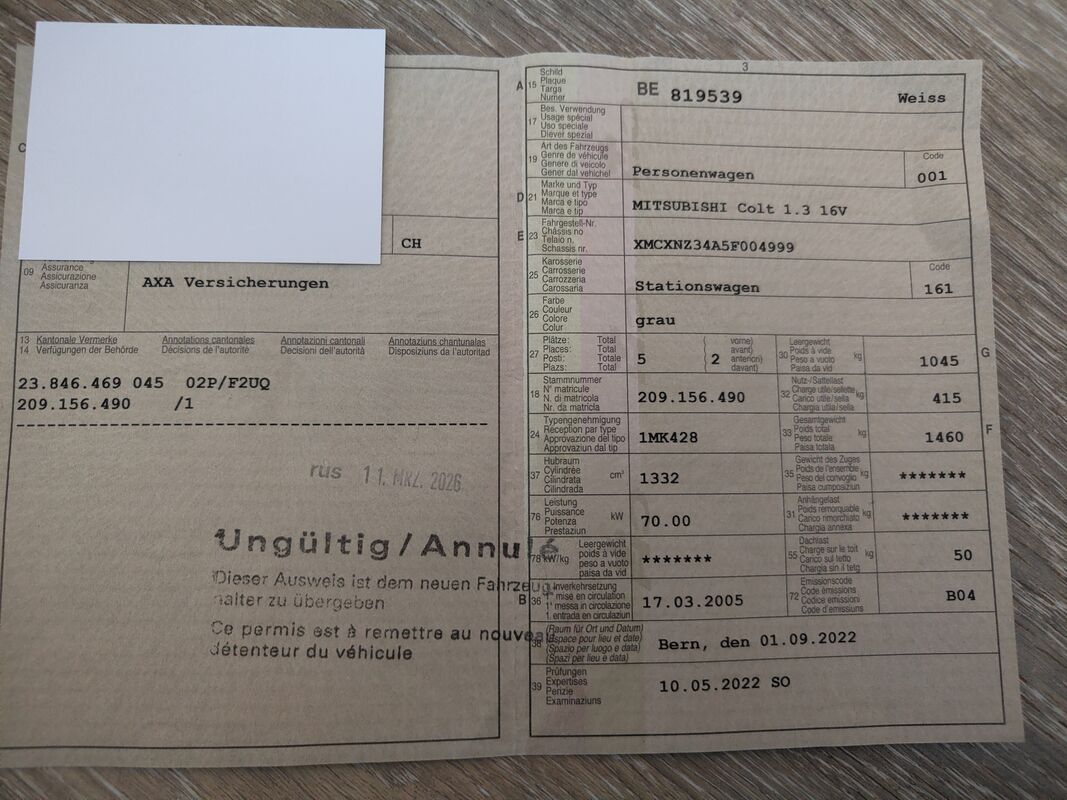 C
CH
09
Assurance
Assicurazione
Assicuranza
AXA Versicherungen
13 Kantonale Vermerke Annotations cantonales Annotazioni cantonali Annotaziuns chantunalas
14 Verfügungen der Behörde Décisions de l'autorité Decisioni dell'autorità Disposiziuns da l'autoritad
23.846.469 045 02P/F2UQ
209.156.490 /1
rüs 11. MRZ. 2026
Ungültig/Annulé
Dieser Ausweis ist dem neuen Fahrzeug
halter zu übergeben
Ce permis est à remettre au nouveau
détenteur du véhicule
3
A 15 Schild
Plaque
Targa
Numer
BE 819539 Weiss
17 Bes. Verwendung
Usage spécial
Uso speciale
Diever spezial
19 Art des Fahrzeugs
Genre de véhicule
Genere di veicolo
Gener dal vehichel
Personenwagen
Code
001
D 21 Marke und Typ
Marque et type
Marca e tipo
Marca e tip
MITSUBISHI Colt 1.3 16V
E 23 Fahrgestell-Nr.
Châssis no
Telaio n.
Schassis nr.
XMCXNZ34A5F004999
25 Karosserie
Carrosserie
Carrozzeria
Carossaria
Stationswagen
Code
161
26 Farbe
Couleur
Colore
Colur
grau
27 Plätze: Total
Places: Total
Posti: Totale
Plazs: Total
5
( vorne)
avant)
anteriori)
( davant)
2
30 Leergewicht
Poids à vide
Peso a vuoto
Paisa da vid
kg
1045
G
18 Stammnummer
N° matricule
N. di matricola
Nr. da matricla
209.156.490
32 Nutz-/Sattellast
Charge utile/sellette
Carico utile/sella
Chargia utila/sella
kg
415
24 Typengenehmigung
Réception par type
Approvazione del tipo
Approvaziun dal tip
1MK428
33 Gesamtgewicht
Poids total
Peso totale
Paisa totala
kg
1460
F
37 Hubraum
Cylindrée
Cilindrata
Cilindrada
cm³
1332
35 Gewicht des Zuges
Poids de l'ensemble
Peso del convoglio
Paisa cumposiziun
kg
*******
76 Leistung
Puissance
Potenza
Prestaziun
kW
70.00
31 Anhängelast
Poids remorquable
Carico rimorchiato
Chargia annexa
kg
*******
78 kW/kg Leergewicht
poids à vide
peso a vuoto
paisa da vid
*******
55 Dachlast
Charge sur le toit
Carico sul tetto
Chargia sin il tetg
kg
50
B 36 1. Inverkehrsetzung
1re mise en circulation
1a messa in circolazione
1. entrada en circulaziun
17.03.2005
72 Emissionscode
Code émissions
Codice emissioni
Code d'emissiuns
B04
38 (Raum für Ort und Datum)
(Espace pour lieu et date)
(Spazio per luogo e data)
(Spazi per lieu e data)
Bern, den 01.09.2022
39 Prüfungen
Expertises
Perizie
Examinaziuns
10.05.2022 SO